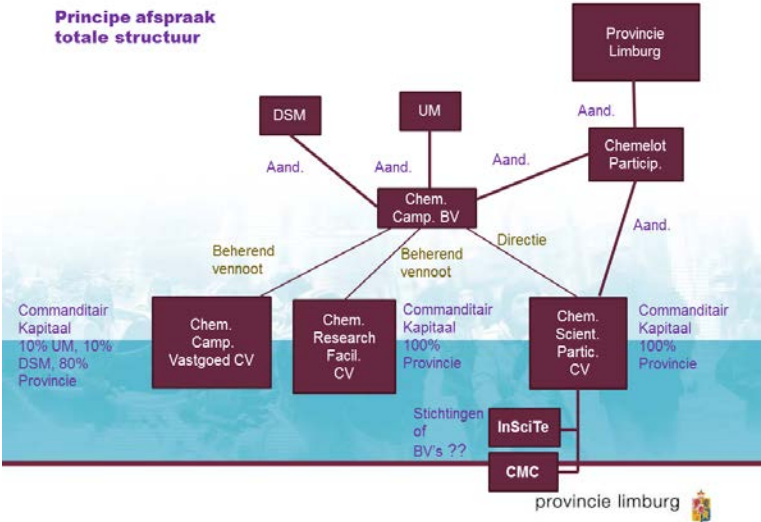 Principe afspraak
totale structuur
Provincie
Limburg
DSM
UM
Aand.
Chemelot
Particip.
Aand.
Aand.
Aand.
Chem.
Camp. BV
Aand.
Beherend
vennoot
Beherend
vennoot
Directie
Commanditair
Kapitaal
10% UM, 10%
DSM, 80%
Provincie
Chem.
Camp.
Vastgoed CV
Chem.
Research
Facil.
CV
Commanditair
Kapitaal
100%
Provincie
Chem.
Scient.
Partic.
CV
Commanditair
Kapitaal
100%
Provincie
Stichtingen
of
BV's ??
InSciTe
CMC
provincie limburg